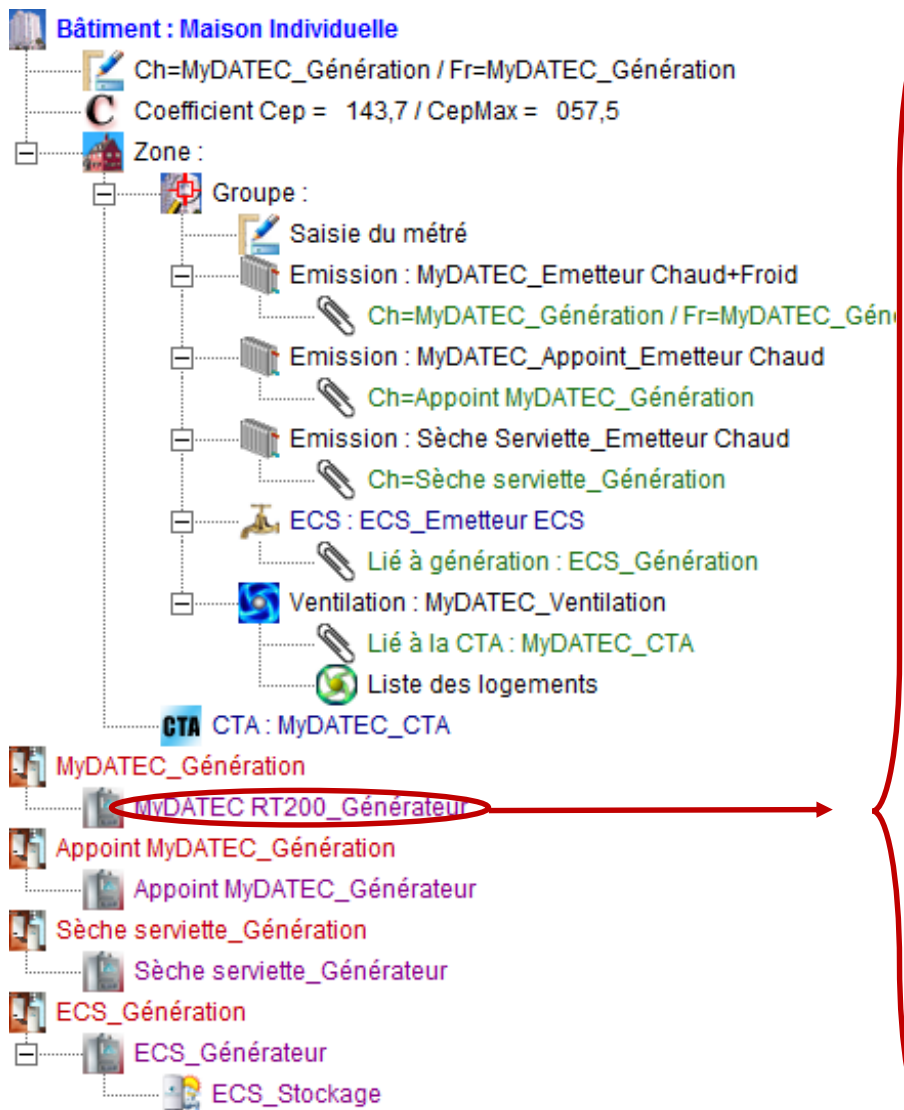 Bâtiment : Maison Individuelle
Ch=MyDATEC_Génération / Fr=MyDATEC_Génération
C Coefficient Cep = 143,7 / CepMax = 057,5
Zone :
Groupe :
Saisie du métré
Emission : MyDATEC_Emetteur Chaud+Froid
Ch=MyDATEC_Génération / Fr=MyDATEC_Géné
Emission : MyDATEC_Appoint_Emetteur Chaud
Ch=Appoint MyDATEC_Génération
Emission : Sèche Serviette_Emetteur Chaud
Ch=Sèche serviette_Génération
ECS : ECS_Emetteur ECS
Lié à génération : ECS_Génération
Ventilation : MyDATEC_Ventilation
Lié à la CTA : MyDATEC_CTA
Liste des logements
CTA CTA : MyDATEC_CTA
MyDATEC_Génération
MyDATEC RT200_Générateur
Appoint MyDATEC_Génération
Appoint MyDATEC_Générateur
Sèche serviette_Génération
Sèche serviette_Générateur
ECS_Génération
ECS_Générateur
ECS_Stockage